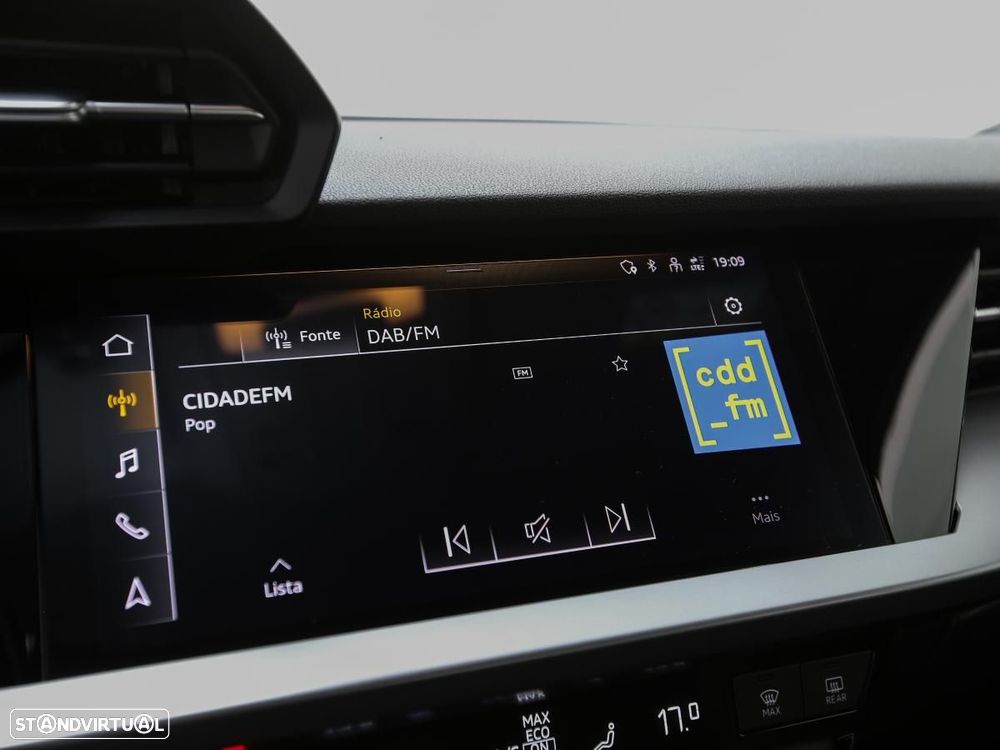 LTE
19:09
Rádio
Fonte
DAB/FM
FM
CIDADEFM
Pop
cdd
_fm
Mais
Lista
MAX
ECO
ON
17.0
MAX
REAR
STANDVIRTUAL